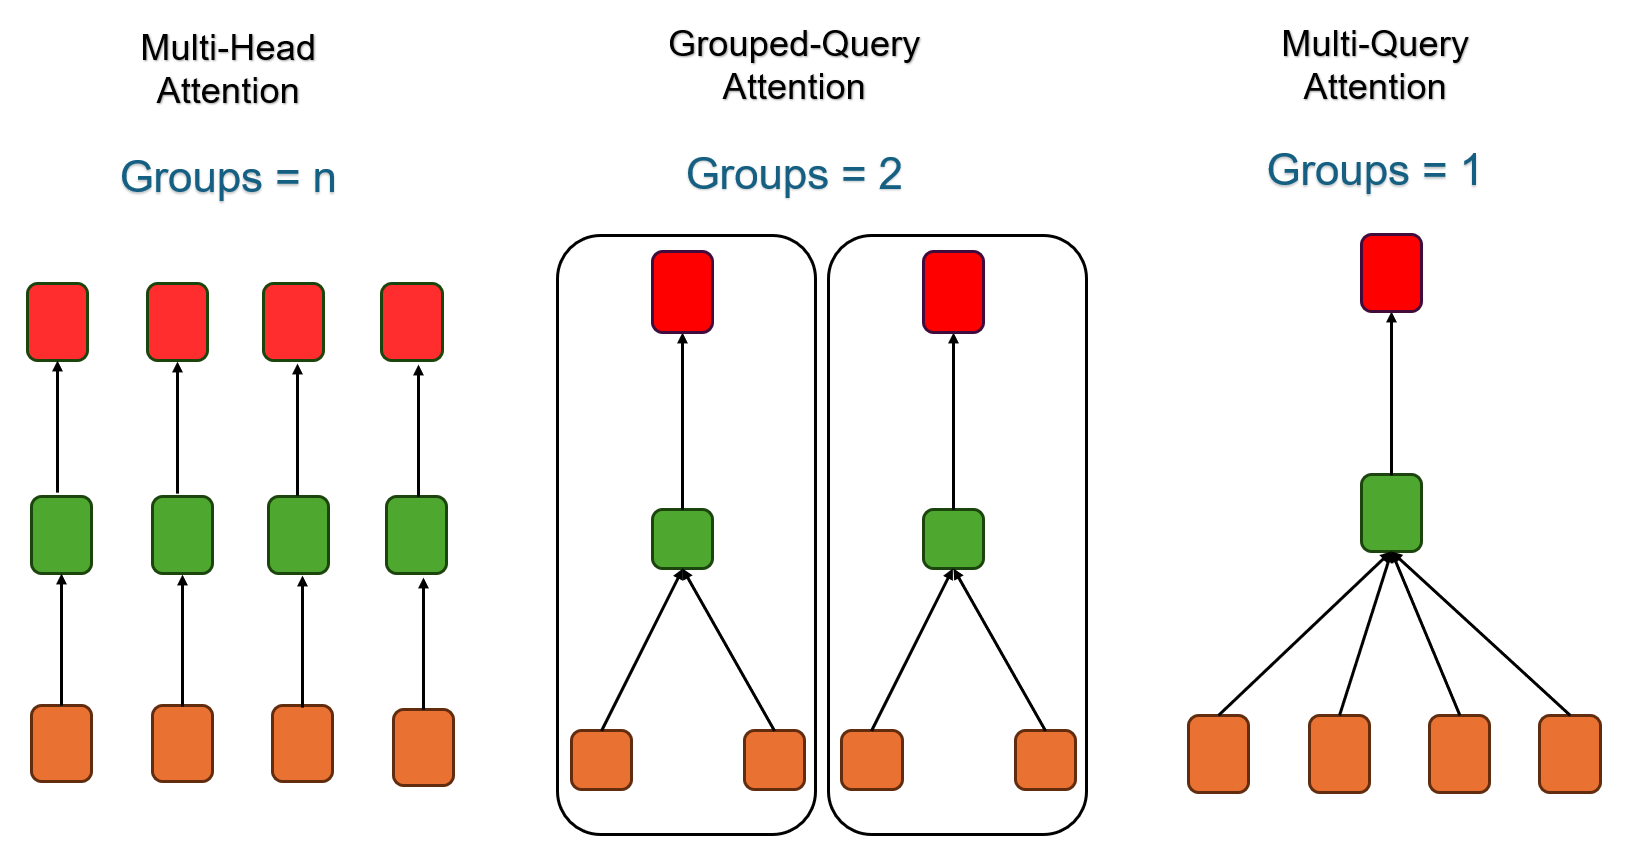 Multi-Head
Attention
Groups = n
Grouped-Query
Attention
Groups = 2
Multi-Query
Attention
Groups = 1